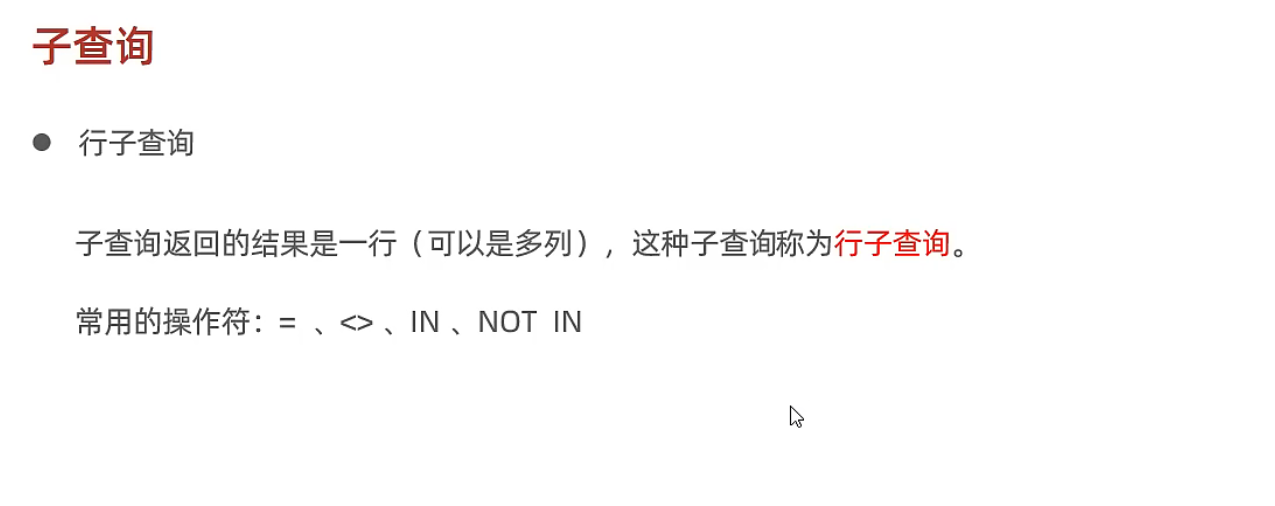 子查询
● 行子查询
子查询返回的结果是一行（可以是多列），这种子查询称为行子查询。
常用的操作符：= 、<> 、IN 、NOT IN